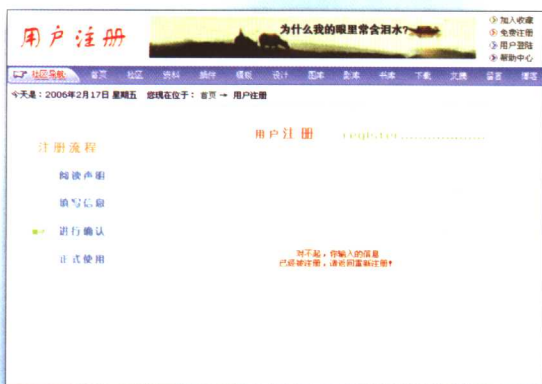 用户注册
为什么我的眼里常含泪水?
加入收藏
免费注册
用户登陆
帮助中心
社区导航 首页 社区 资料 插件 模板 设计 图库 影库 书库 下载 留言 博客
今天是:2006年2月17日 星期五 您现在位于: 首页 → 用户注册
用户注册 register
注册流程
阅读声明
填写信息
进行确认
正式使用
对不起,你输入的信息
已经被注册,请返回重新注册!